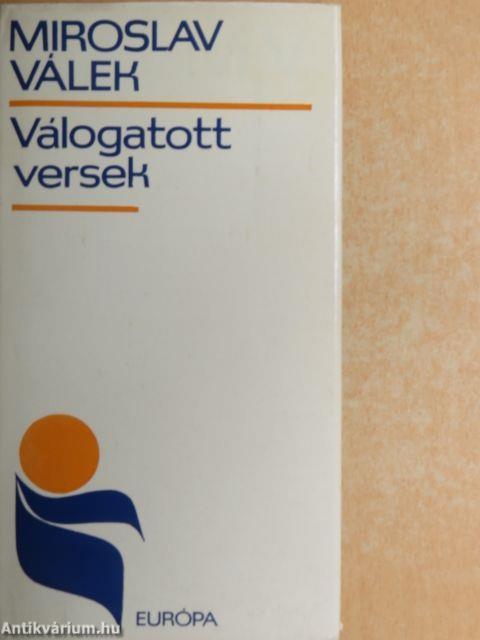 MIROSLAV
VÁLEK
Válogatott
versek
EURÓPA
Antikvárium.hu